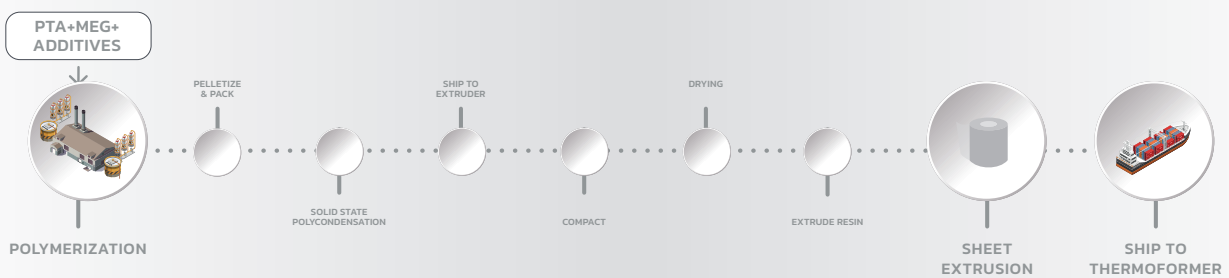 PTA+MEG+
ADDITIVES
POLYMERIZATION
PELLETIZE
& PACK
SOLID STATE
POLYCONDENSATION
SHIP TO
EXTRUDER
COMPACT
DRYING
EXTRUDE RESIN
SHEET
EXTRUSION
SHIP TO
THERMOFORMER